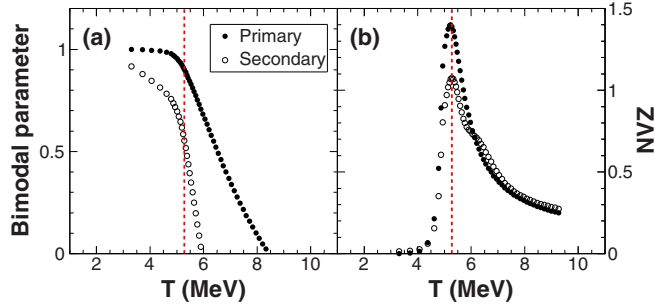 (a)
Primary
Secondary
(b)
1.5
1
0.5
0
Bimodal parameter
1
0.5
0
NVZ
2 4 6 8 10
2 4 6 8 10
T (MeV)
T (MeV)